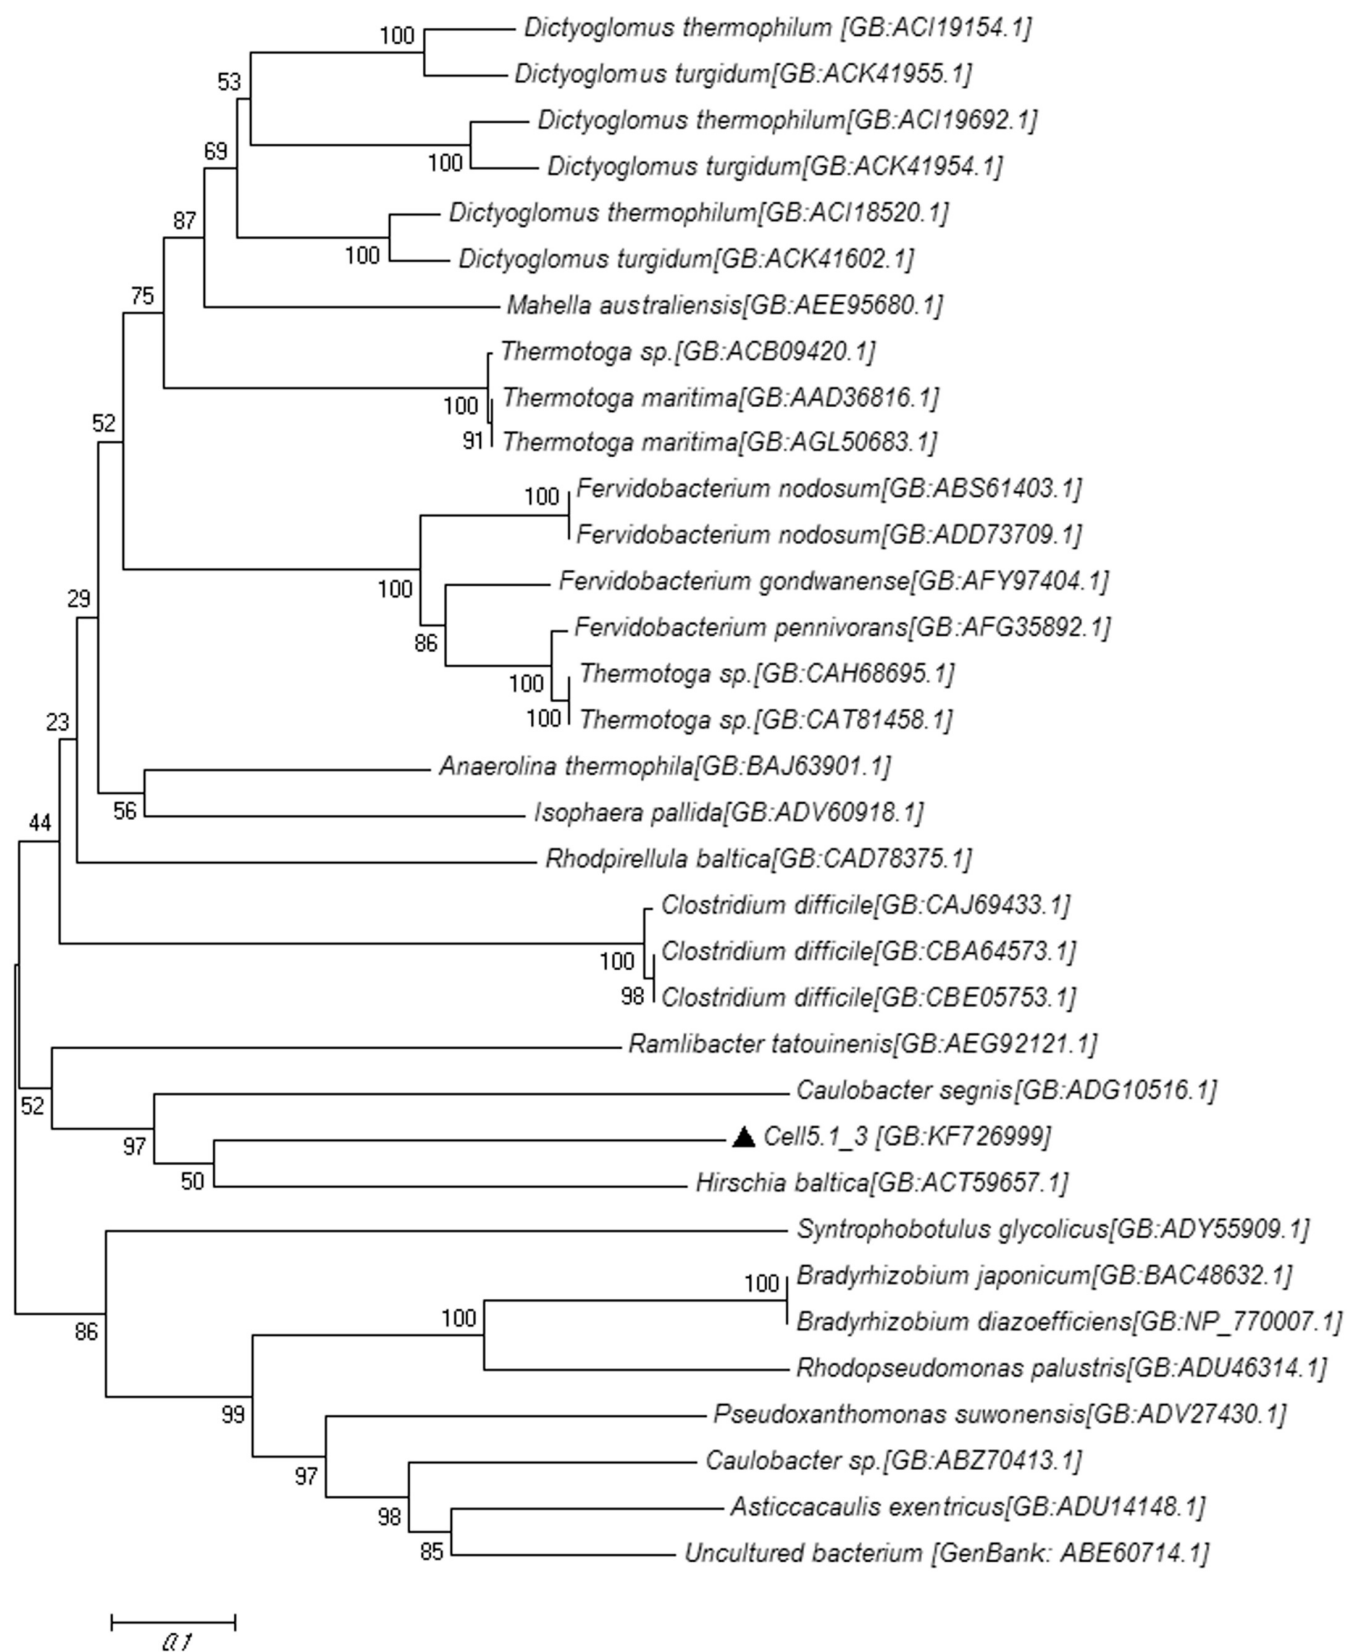 100
Dictyoglomus thermophilum [GB:ACI19154.1]
Dictyoglomus turgidum[GB:ACK41955.1]
53
Dictyoglomus thermophilum[GB:ACI19692.1]
100
Dictyoglomus turgidum[GB:ACK41954.1]
69
Dictyoglomus thermophilum[GB:ACI18520.1]
87
100
Dictyoglomus turgidum[GB:ACK41602.1]
75
Mahella australiensis[GB:AEE95680.1]
Thermotoga sp.[GB:ACB09420.1]
100
Thermotoga maritima[GB:AAD36816.1]
52
91
Thermotoga maritima[GB:AGL50683.1]
100
Fervidobacterium nodosum[GB:ABS61403.1]
Fervidobacterium nodosum[GB:ADD73709.1]
100
Fervidobacterium gondwanense[GB:AFY97404.1]
29
Fervidobacterium pennivorans[GB:AFG35892.1]
86
Thermotoga sp.[GB:CAH68695.1]
100
100
Thermotoga sp.[GB:CAT81458.1]
23
Anaerolina thermophila[GB:BAJ63901.1]
56
Isophaera pallida[GB:ADV60918.1]
44
Rhodpirellula baltica[GB:CAD78375.1]
Clostridium difficile[GB:CAJ69433.1]
100
Clostridium difficile[GB:CBA64573.1]
98
Clostridium difficile[GB:CBE05753.1]
Ramlibacter tatouinenis[GB:AEG92121.1]
52
Caulobacter segnis[GB:ADG10516.1]
97
Cell5.1_3 [GB:KF726999]
50
Hirschia baltica[GB:ACT59657.1]
Syntrophobotulus glycolicus[GB:ADY55909.1]
100
Bradyrhizobium japonicum[GB:BAC48632.1]
86
100
Bradyrhizobium diazoefficiens[GB:NP_770007.1]
Rhodopseudomonas palustris[GB:ADU46314.1]
99
Pseudoxanthomonas suwonensis[GB:ADV27430.1]
97
Caulobacter sp.[GB:ABZ70413.1]
98
Asticcacaulis exentricus[GB:ADU14148.1]
85
Uncultured bacterium [GenBank: ABE60714.1]
0.1